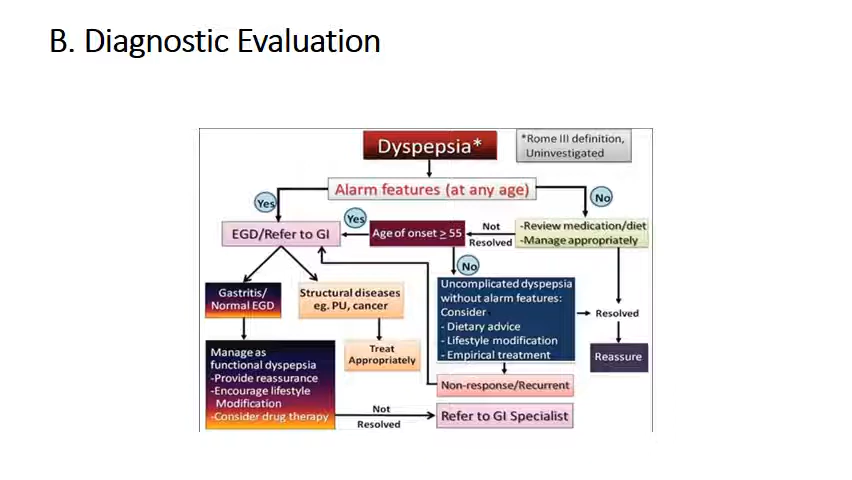 B. Diagnostic Evaluation
Dyspepsia*
*Rome III definition,
Uninvestigated
Alarm features (at any age)
Yes
No
EGD/Refer to GI
Yes
Age of onset ≥ 55
Not
Resolved
-Review medication/diet
-Manage appropriately
No
Gastritis/
Normal EGD
Structural diseases
eg. PU, cancer
Uncomplicated dyspepsia
without alarm features:
Consider
- Dietary advice
- Lifestyle modification
- Empirical treatment
Resolved
Reassure
Manage as
functional dyspepsia
-Provide reassurance
-Encourage lifestyle
Modification
-Consider drug therapy
Treat
Appropriately
Non-response/Recurrent
Not
Resolved
Refer to GI Specialist